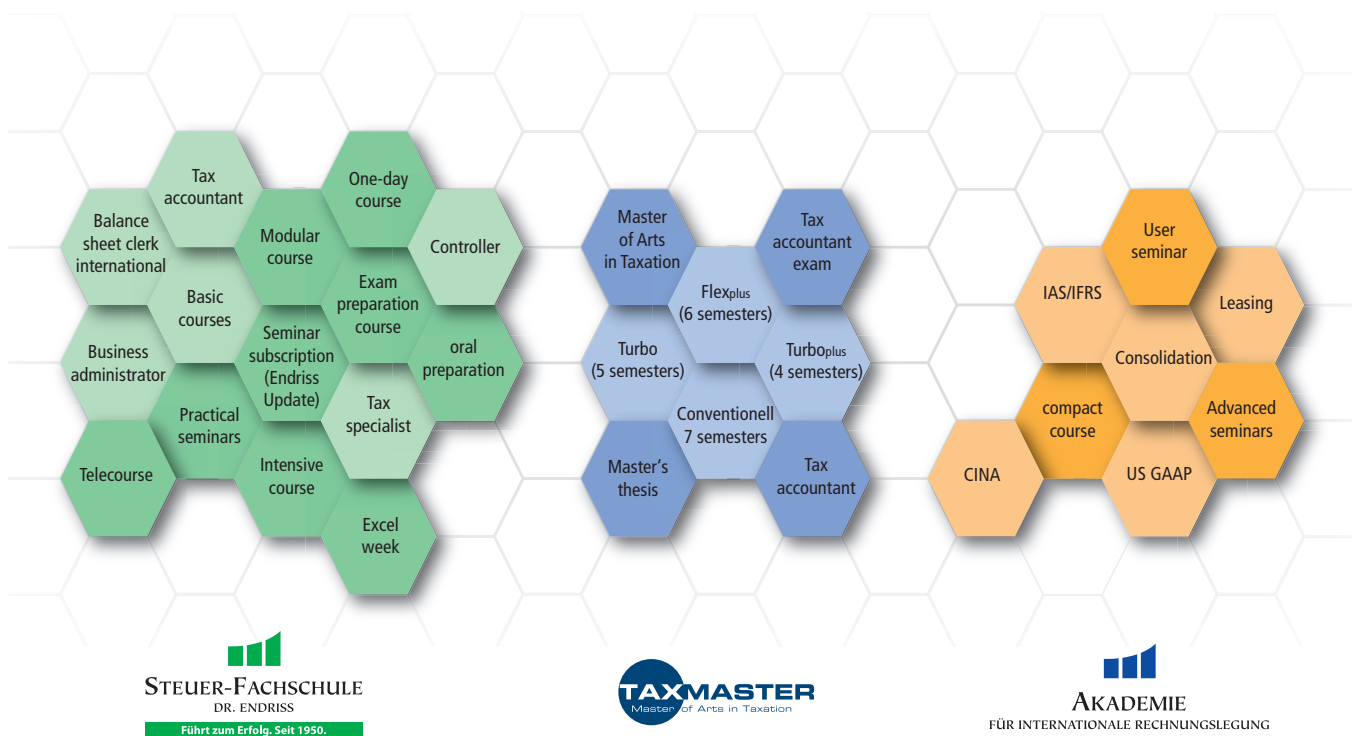 Tax
accountant
One-day
course
Balance
sheet clerk
international
Modular
course
Controller
Basic
courses
Exam
preparation
course
Business
administrator
Seminar
subscription
(Endriss
Update)
oral
preparation
Practical
seminars
Tax
specialist
Telecourse
Intensive
course
Excel
week
Master
of Arts
in Taxation
Tax
accountant
exam
Flexplus
(6 semesters)
Turbo
(5 semesters)
Turboplus
(4 semesters)
Conventionell
7 semesters
Master's
thesis
Tax
accountant
User
seminar
IAS/IFRS
Leasing
Consolidation
compact
course
Advanced
seminars
CINA
US GAAP
STEUER-FACHSCHULE
DR. ENDRISS
Führt zum Erfolg. Seit 1950.
TAXMASTER
Master of Arts in Taxation
AKADEMIE
FÜR INTERNATIONALE RECHNUNGSLEGUNG